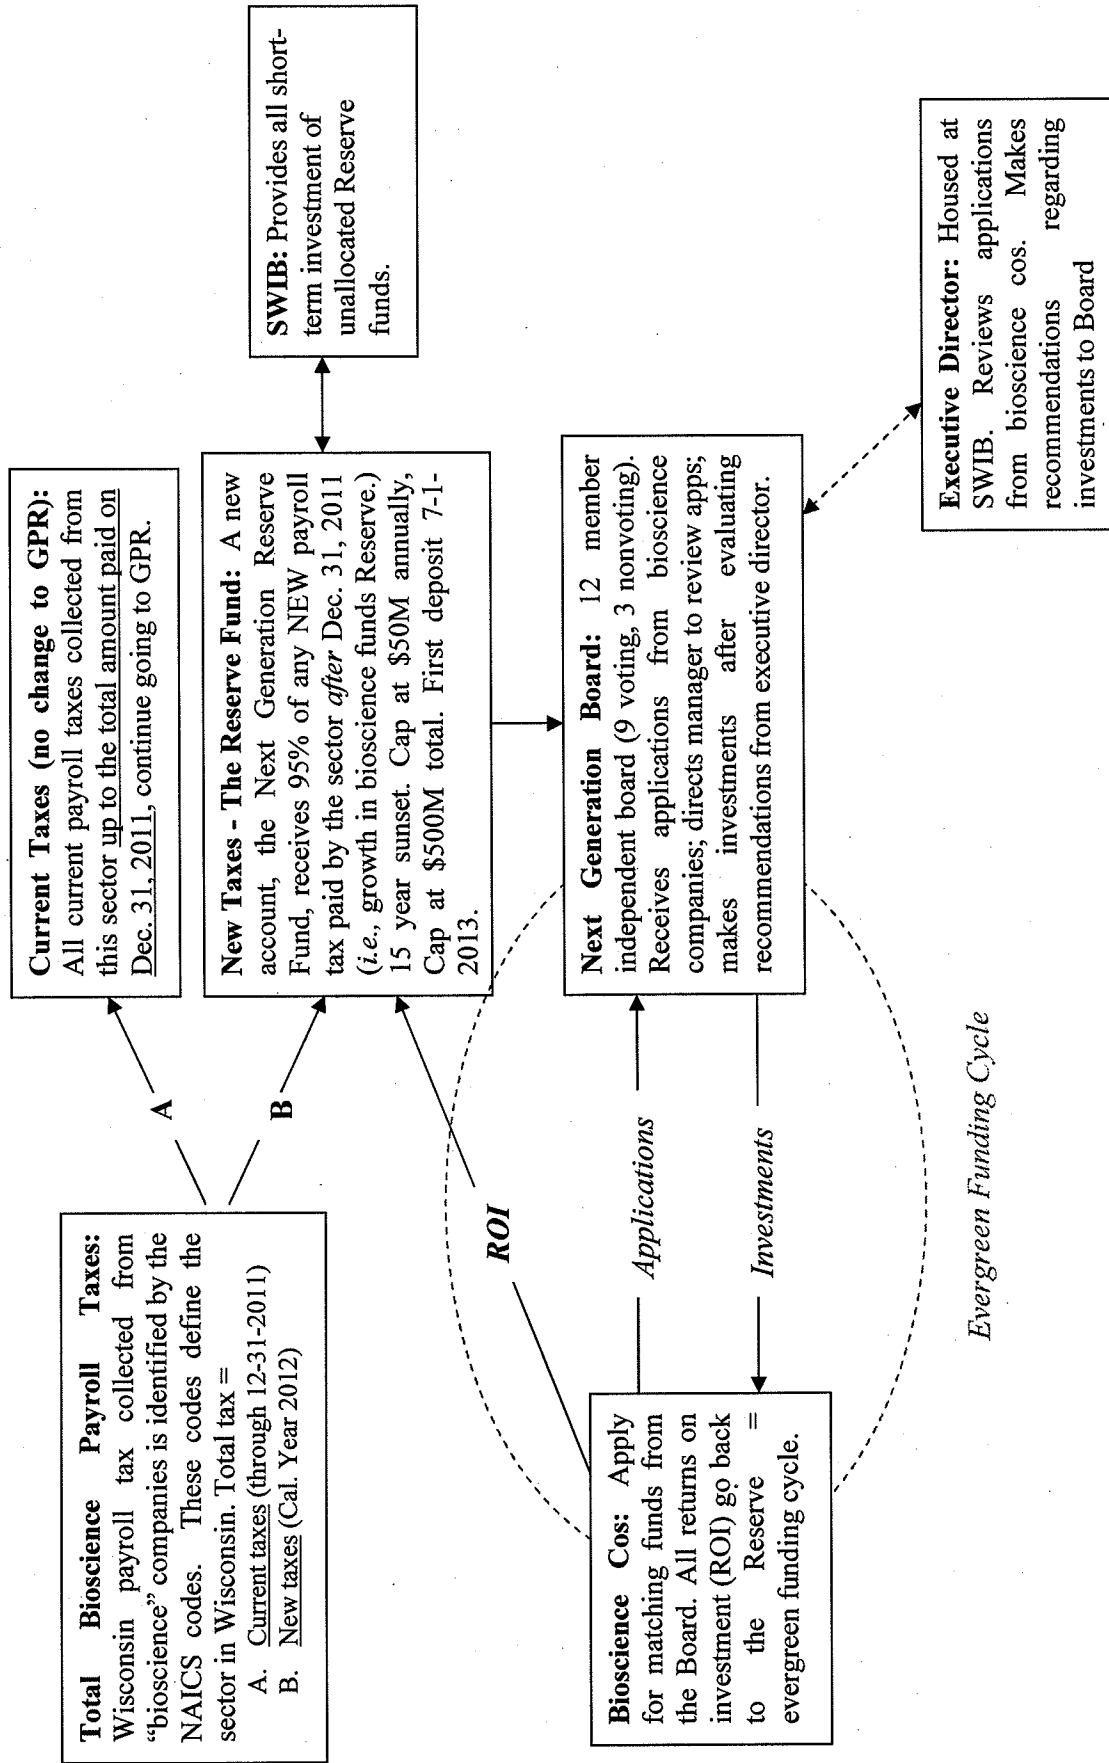 Total Bioscience Payroll Taxes:
Wisconsin payroll tax collected from
“bioscience” companies is identified by the
NAICS codes. These codes define the
sector in Wisconsin. Total tax =
A. Current taxes (through 12-31-2011)
B. New taxes (Cal. Year 2012)
A
B
Current Taxes (no change to GPR):
All current payroll taxes collected from
this sector up to the total amount paid on
Dec. 31, 2011, continue going to GPR.
New Taxes - The Reserve Fund: A new
account, the Next Generation Reserve
Fund, receives 95% of any NEW payroll
tax paid by the sector after Dec. 31, 2011
(i.e., growth in bioscience funds Reserve.)
15 year sunset. Cap at $50M annually,
Cap at $500M total. First deposit 7-1-
2013.
SWIB: Provides all short-
term investment of
unallocated Reserve
funds.
ROI
Bioscience Cos: Apply
for matching funds from
the Board. All returns on
investment (ROI) go back
to the Reserve =
evergreen funding cycle.
Applications
Investments
Next Generation Board: 12 member
independent board (9 voting, 3 nonvoting).
Receives applications from bioscience
companies; directs manager to review apps;
makes investments after evaluating
recommendations from executive director.
Executive Director: Housed at
SWIB. Reviews applications
from bioscience cos. Makes
recommendations regarding
investments to Board
Evergreen Funding Cycle